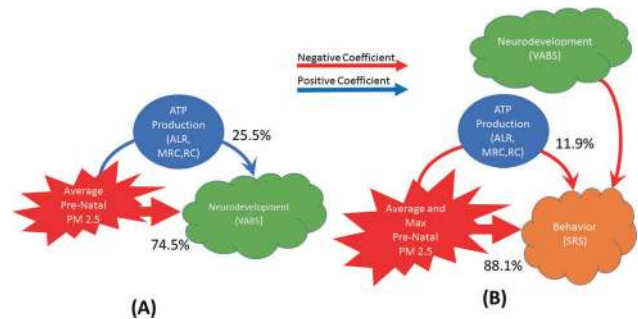 Negative Coefficient
Positive Coefficient
ATP
Production
(ALR,
MRC,RC)
25.5%
Average
Pre-Natal
PM 2.5
Neurodevelopment
(VABS)
74.5%
(A)
Neurodevelopment
(VABS)
ATP
Production
(ALR,
MRC,RC)
11.9%
Average and
Max
Pre-Natal
PM 2.5
Behavior
(SRS)
88.1%
(B)